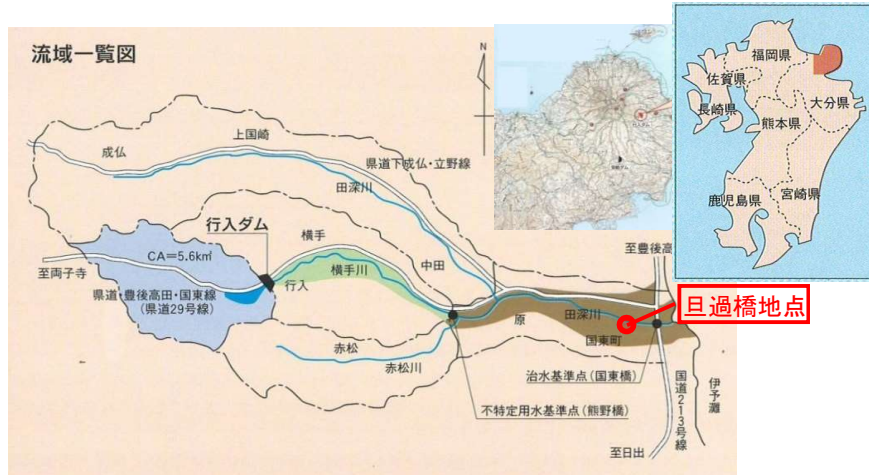 流域一覧図
N
成仏
上国崎
県道下成仏・立野線
田深川
行入ダム
横手
CA=5.6km²
至両子寺
行入
横手川
中田
県道・豊後高田・国東線
(県道29号線)
赤松
赤松川
原
田深川
国東町
至豊後高
旦過橋地点
治水基準点(国東橋)
不特定用水基準点(熊野橋)
国道213号線
伊予灘
至日出
行入ダム
福岡県
佐賀県
長崎県
大分県
熊本県
宮崎県
鹿児島県